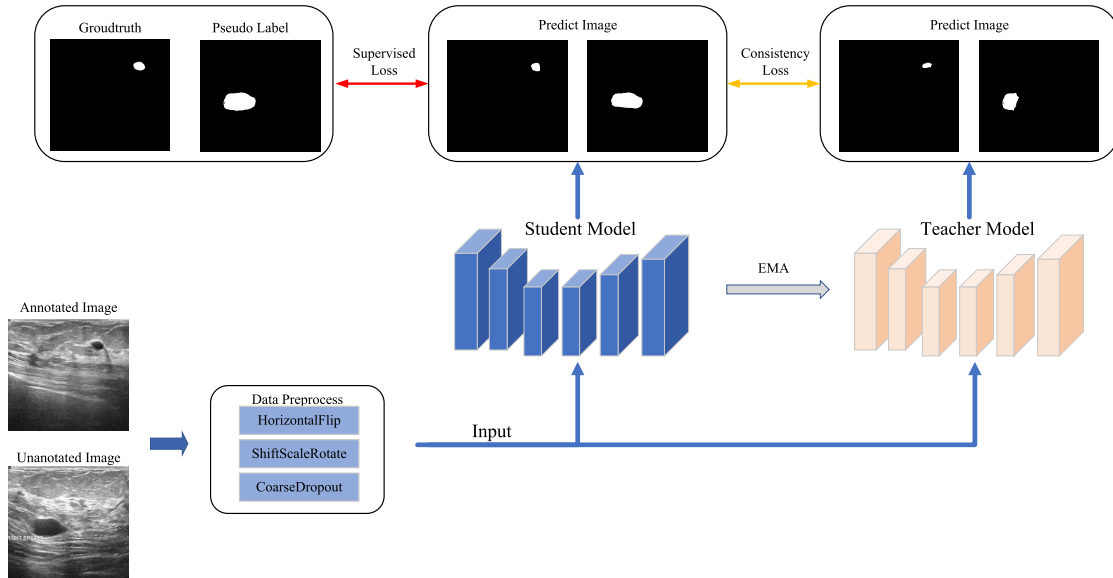 Groudtruth
Pseudo Label
Supervised
Loss
Predict Image
Consistency
Loss
Predict Image
Student Model
EMA
Teacher Model
Annotated Image
Unanotated Image
Data Preprocess
HorizontalFlip
ShiftScaleRotate
CoarseDropout
Input